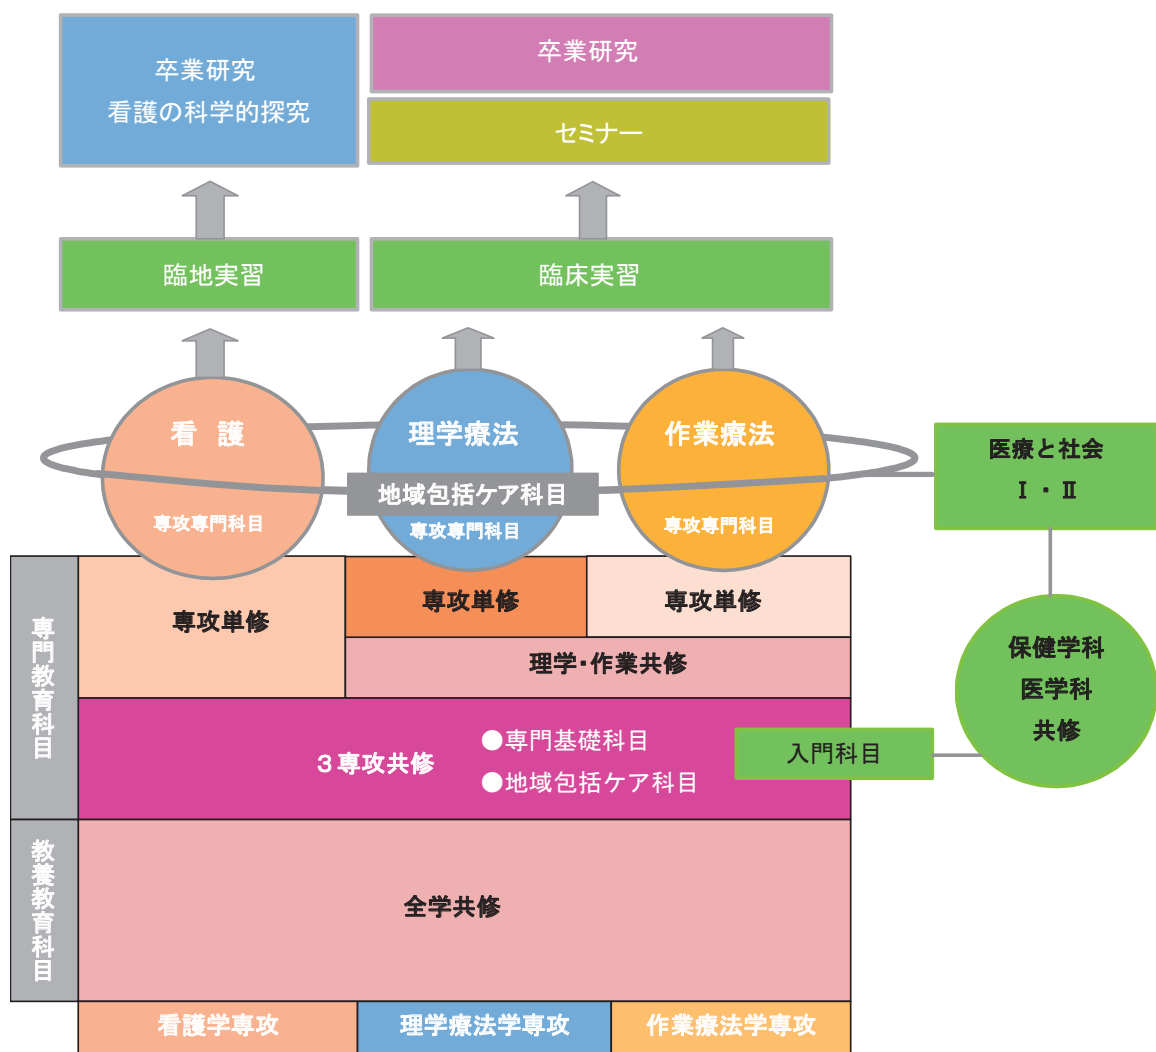 卒業研究
看護の科学的探究
卒業研究
セミナー
臨地実習
臨床実習
看 護
理学療法
作業療法
地域包括ケア科目
専攻専門科目
専攻専門科目
専攻専門科目
医療と社会
Ⅰ・Ⅱ
保健学科
医学科
共修
入門科目
専門教育科目
専攻単修
専攻単修
専攻単修
理学・作業共修
3専攻共修
●専門基礎科目
●地域包括ケア科目
教養教育科目
全学共修
看護学専攻
理学療法学専攻
作業療法学専攻